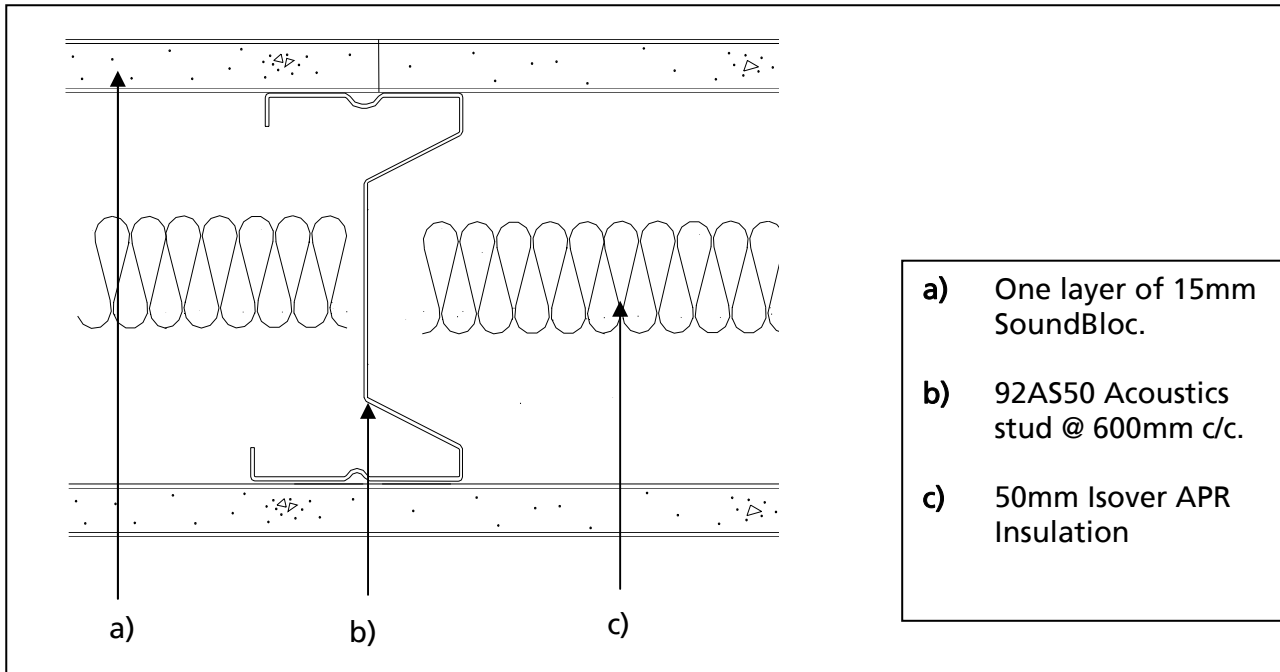 a) b) c)
a) One layer of 15mm
SoundBloc.
b) 92AS50 Acoustics
stud @ 600mm c/c.
c) 50mm Isover APR
Insulation